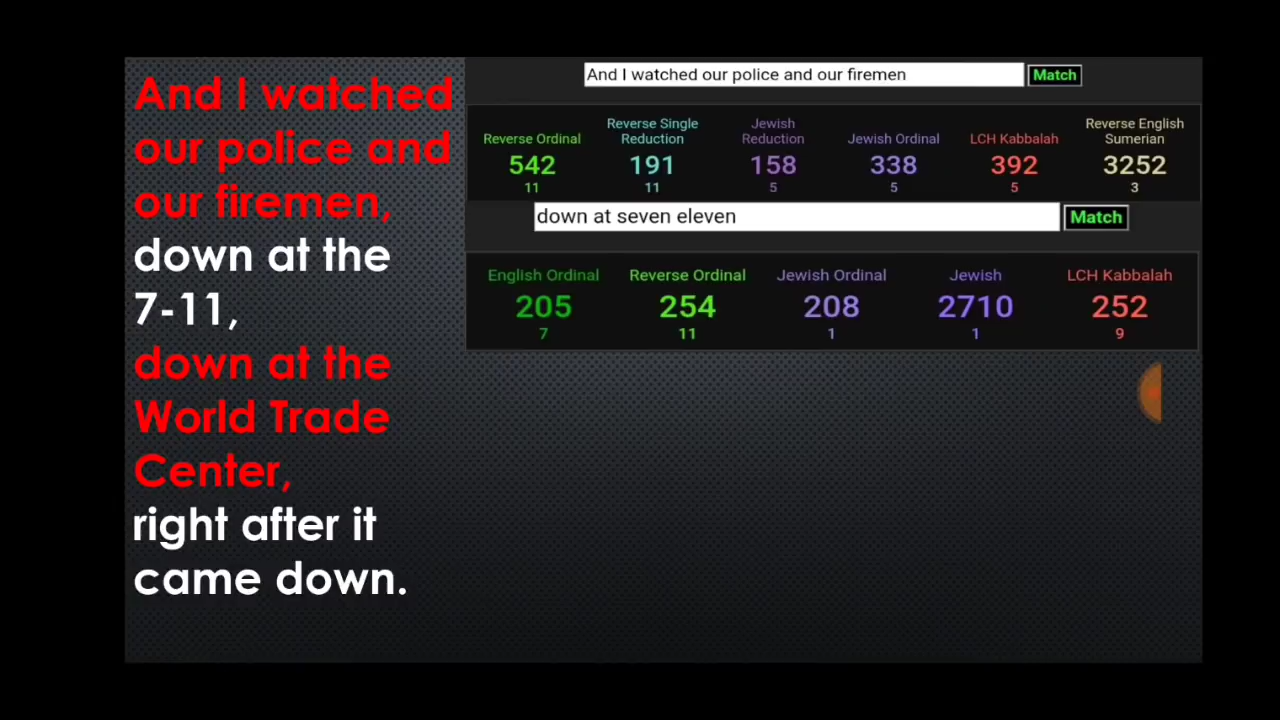 And I watched
our police and
our firemen,
down at the
7-11,
down at the
World Trade
Center,
right after it
came down.
And I watched our police and our firemen Match
Reverse Ordinal Reverse Single Reduction Jewish Reduction Jewish Ordinal LCH Kabbalah Reverse English Sumerian
542 191 158 338 392 3252
11 11 5 5 5 3
down at seven eleven Match
English Ordinal Reverse Ordinal Jewish Ordinal Jewish LCH Kabbalah
205 254 208 2710 252
7 11 1 1 9